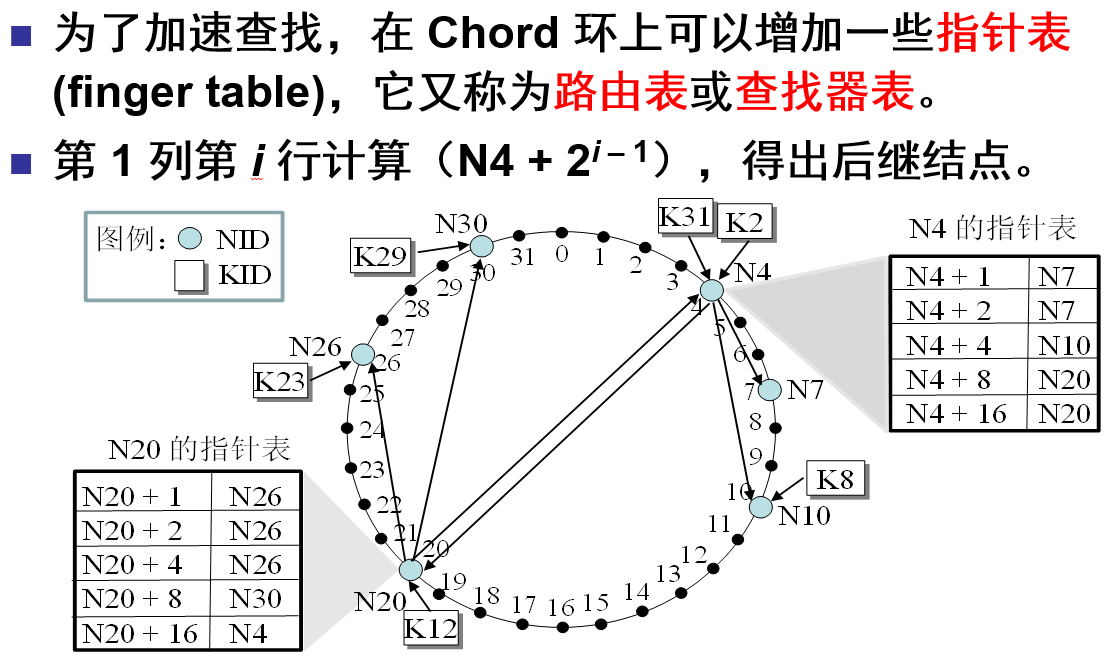 为了加速查找，在 Chord 环上可以增加一些指针表
(finger table)，它又称为路由表或查找器表。
第 1 列第 i 行计算（N4 + 2^{i – 1}），得出后继结点。
图例： NID
KID
N30
K29
N26
K23
K31
K2
N4
N7
K8
N10
K12
N20
0
1
2
3
4
5
6
7
8
9
10
11
12
13
14
15
16
17
18
19
20
21
22
23
24
25
26
27
28
29
30
31
N4 的指针表
N4 + 1 N7
N4 + 2 N7
N4 + 4 N10
N4 + 8 N20
N4 + 16 N20
N20 的指针表
N20 + 1 N26
N20 + 2 N26
N20 + 4 N26
N20 + 8 N30
N20 + 16 N4